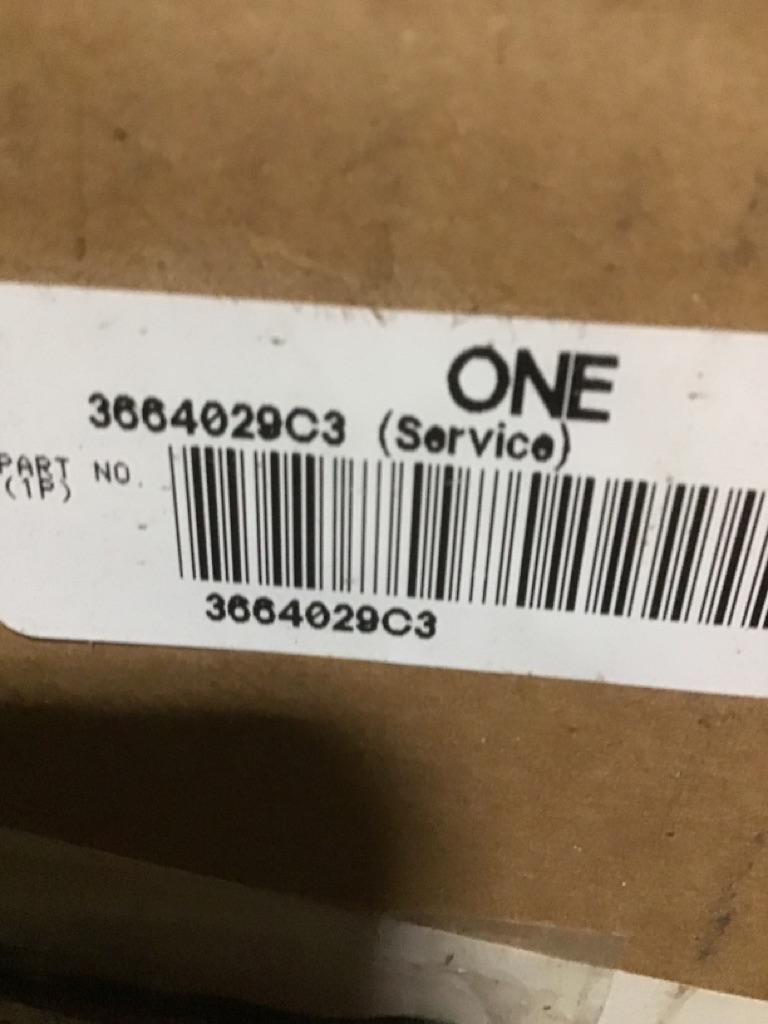 ONE
3664029C3 (Service)
PART NO.
(1P)
3664029C3